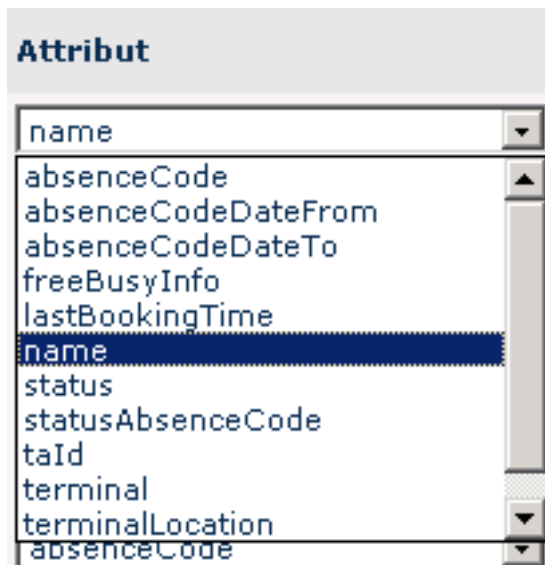 Attribut
name
absenceCode
absenceCodeDateFrom
absenceCodeDateTo
freeBusyInfo
lastBookingTime
name
status
statusAbsenceCode
taId
terminal
terminalLocation
absenceCode